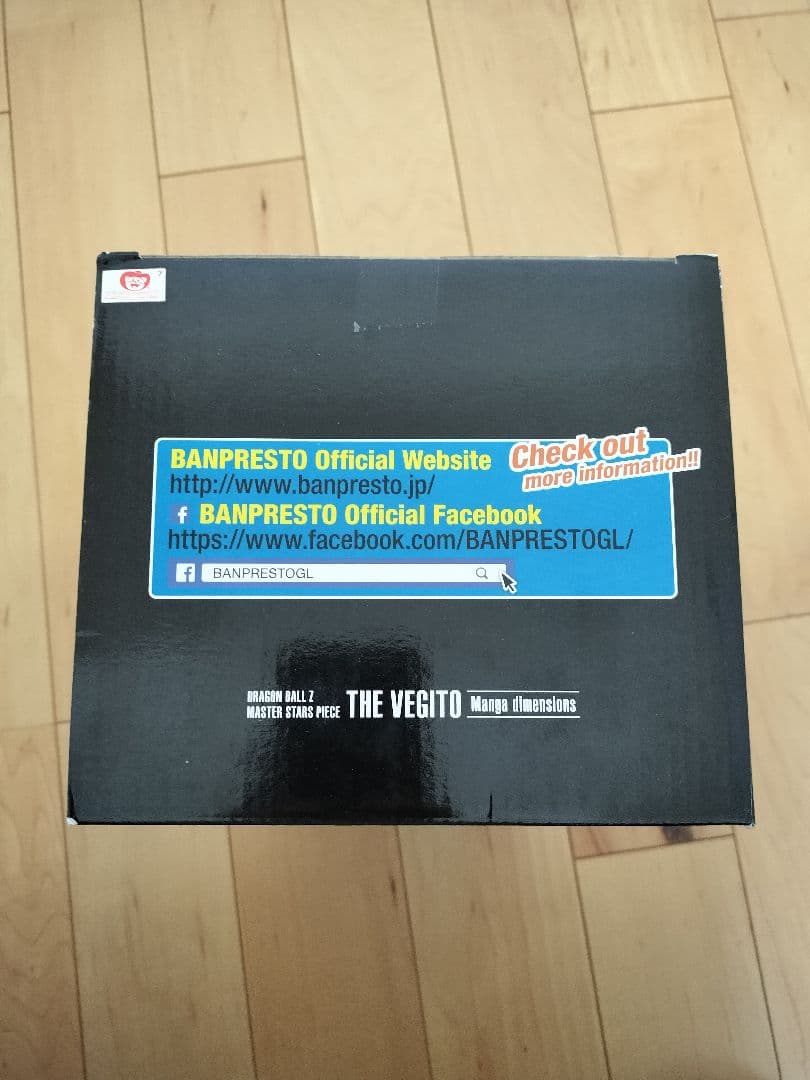 BANPRESTO Official Website
Check out
more information!!
http://www.banpresto.jp/
f BANPRESTO Official Facebook
https://www.facebook.com/BANPRESTOGL/
f BANPRESTOGL
DRAGON BALL Z
MASTER STARS PIECE THE VEGITO Manga dimensions